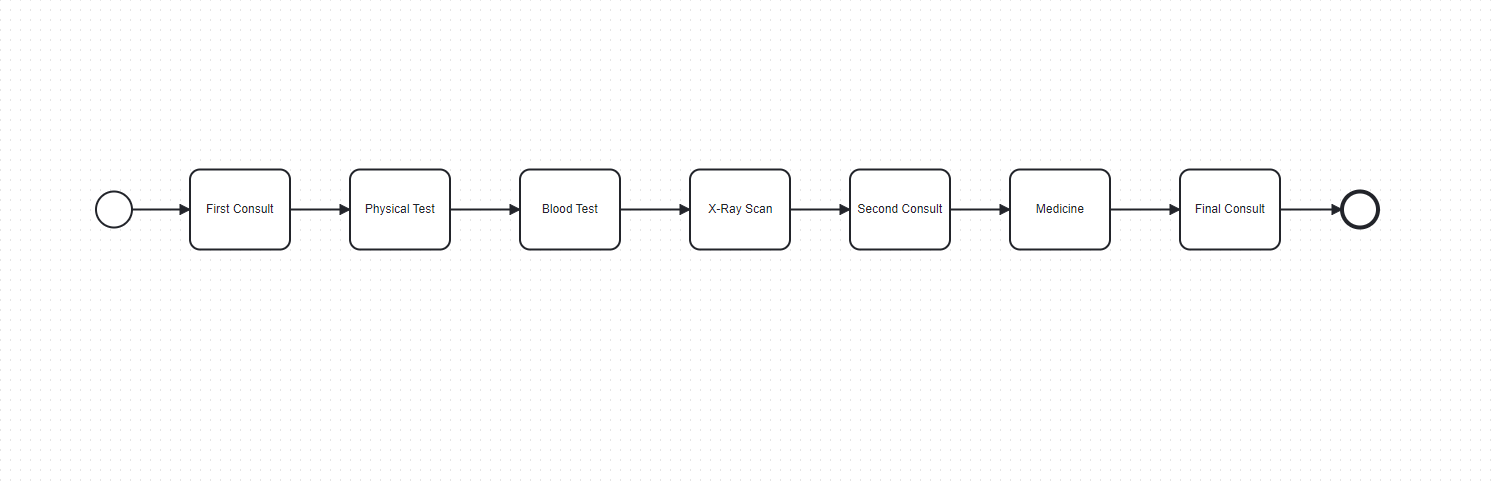 First Consult
Physical Test
Blood Test
X-Ray Scan
Second Consult
Medicine
Final Consult